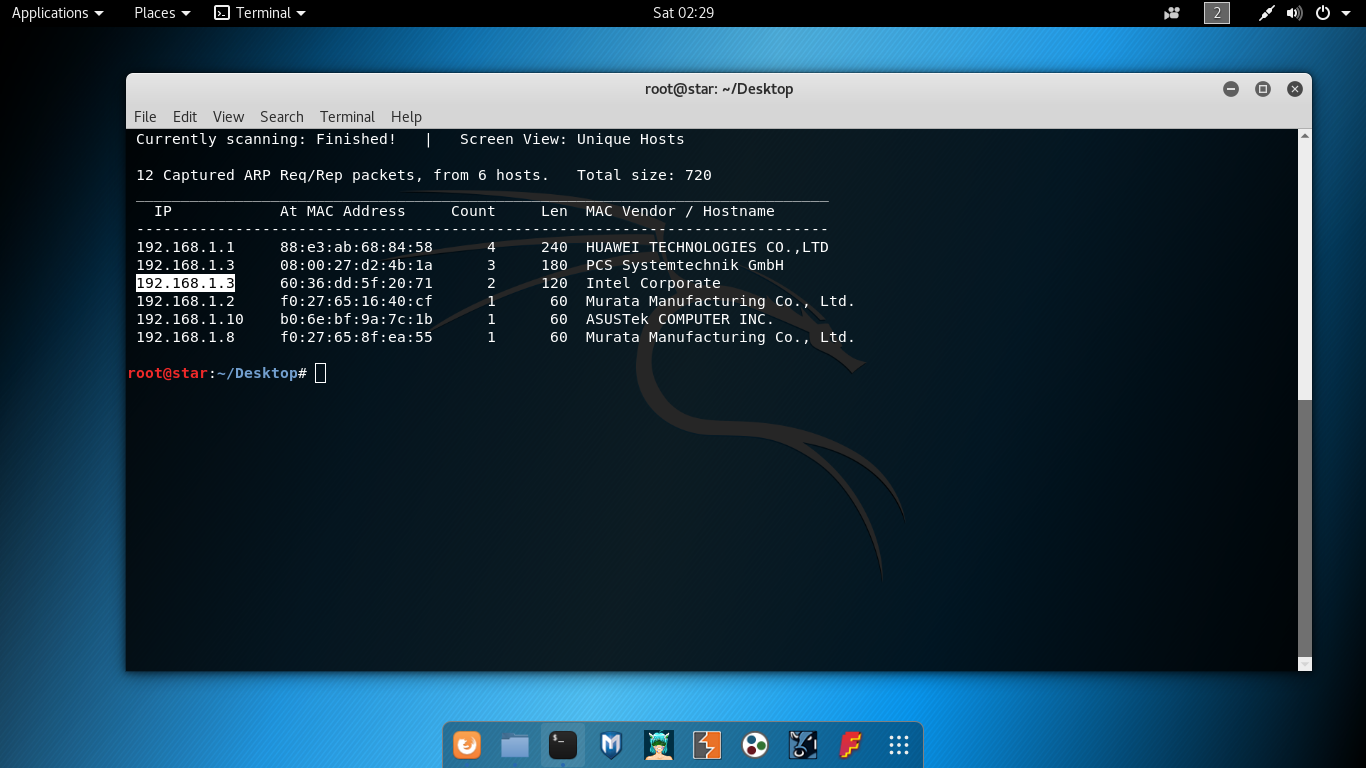 Applications Places Terminal Sat 02:29 2
root@star: ~/Desktop
File Edit View Search Terminal Help
Currently scanning: Finished!   |   Screen View: Unique Hosts
12 Captured ARP Req/Rep packets, from 6 hosts.   Total size: 720
_____________________________________________________________________________
  IP            At MAC Address     Count     Len  MAC Vendor / Hostname
-----------------------------------------------------------------------------
192.168.1.1     88:e3:ab:68:84:58      4     240  HUAWEI TECHNOLOGIES CO.,LTD
192.168.1.3     08:00:27:d2:4b:1a      3     180  PCS Systemtechnik GmbH
192.168.1.3     60:36:dd:5f:20:71      2     120  Intel Corporate
192.168.1.2     f0:27:65:16:40:cf      1      60  Murata Manufacturing Co., Ltd.
192.168.1.10    b0:6e:bf:9a:7c:1b      1      60  ASUSTek COMPUTER INC.
192.168.1.8     f0:27:65:8f:ea:55      1      60  Murata Manufacturing Co., Ltd.
root@star:~/Desktop#